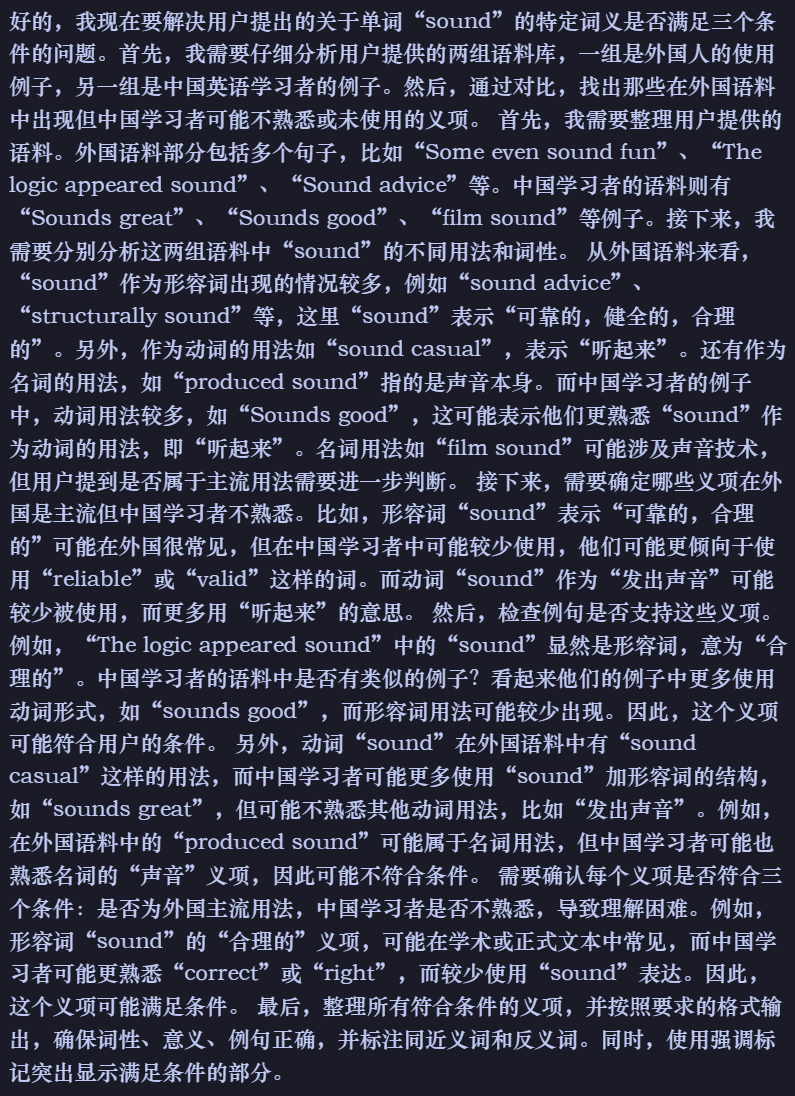 好的，我现在要解决用户提出的关于单词“sound”的特定词义是否满足三个条
件的问题。首先，我需要仔细分析用户提供的两组语料库，一组是外国人的使用
例子，另一组是中国英语学习者的例子。然后，通过对比，找出那些在外国语料
中出现但中国学习者可能不熟悉或未使用的义项。 首先，我需要整理用户提供的
语料。外国语料部分包括多个句子，比如“Some even sound fun”、“The
logic appeared sound”、“Sound advice”等。中国学习者的语料则有
“Sounds great”、“Sounds good”、“film sound”等例子。接下来，我
需要分别分析这两组语料中“sound”的不同用法和词性。 从外国语料来看，
“sound”作为形容词出现的情况较多，例如“sound advice”、
“structurally sound”等，这里“sound”表示“可靠的，健全的，合理
的”。另外，作为动词的用法如“sound casual”，表示“听起来”。还有作为
名词的用法，如“produced sound”指的是声音本身。而中国学习者的例子
中，动词用法较多，如“Sounds good”，这可能表示他们更熟悉“sound”作
为动词的用法，即“听起来”。名词用法如“film sound”可能涉及声音技术，
但用户提到是否属于主流用法需要进一步判断。 接下来，需要确定哪些义项在外
国是主流但中国学习者不熟悉。比如，形容词“sound”表示“可靠的，合理
的”可能在外国很常见，但在中国学习者中可能较少使用，他们可能更倾向于使
用“reliable”或“valid”这样的词。而动词“sound”作为“发出声音”可能
较少被使用，而更多用“听起来”的意思。 然后，检查例句是否支持这些义项。
例如，“The logic appeared sound”中的“sound”显然是形容词，意为“合
理的”。中国学习者的语料中是否有类似的例子？看起来他们的例子中更多使用
动词形式，如“sounds good”，而形容词用法可能较少出现。因此，这个义项
可能符合用户的条件。 另外，动词“sound”在外国语料中有“sound
casual”这样的用法，而中国学习者可能更多使用“sound”加形容词的结构，
如“sounds great”，但可能不熟悉其他动词用法，比如“发出声音”。例如，
在外国语料中的“produced sound”可能属于名词用法，但中国学习者可能也
熟悉名词的“声音”义项，因此可能不符合条件。 需要确认每个义项是否符合三
个条件：是否为外国主流用法，中国学习者是否不熟悉，导致理解困难。例如，
形容词“sound”的“合理的”义项，可能在学术或正式文本中常见，而中国学
习者可能更熟悉“correct”或“right”，而较少使用“sound”表达。因此，
这个义项可能满足条件。 最后，整理所有符合条件的义项，并按照要求的格式输
出，确保词性、意义、例句正确，并标注同近义词和反义词。同时，使用强调标
记突出显示满足条件的部分。